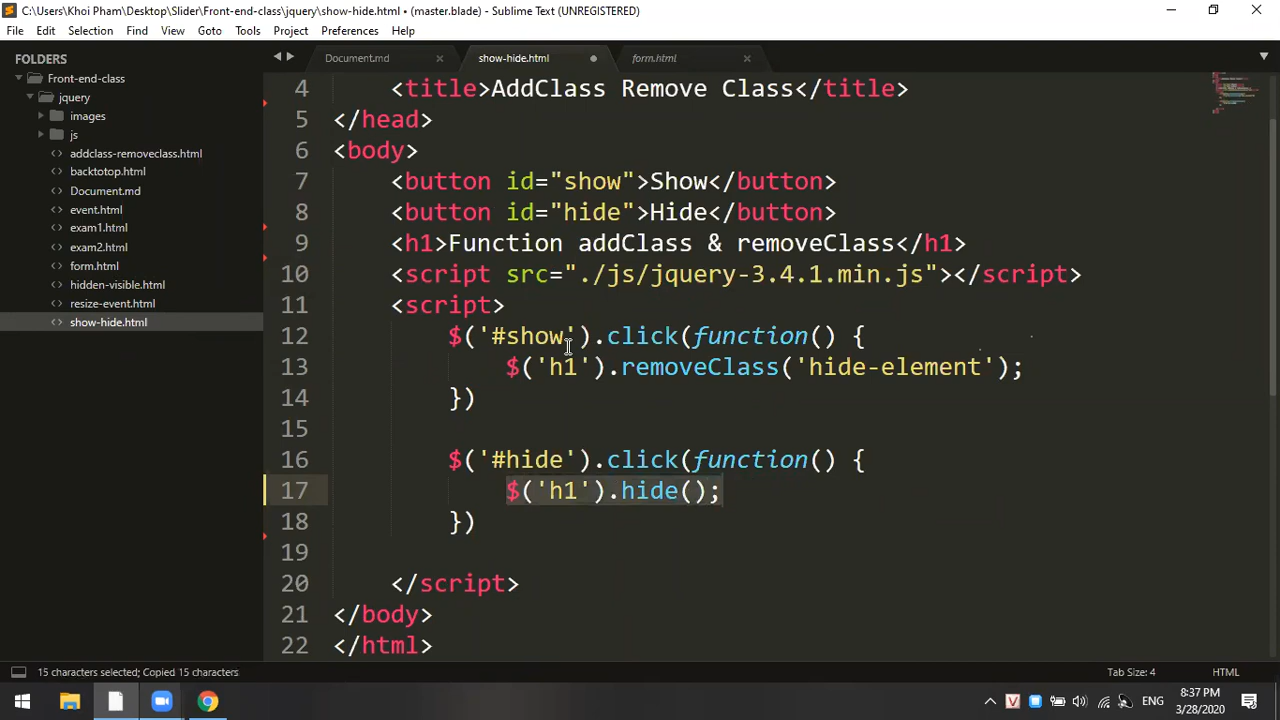 C:\Users\Khoi Pham\Desktop\Slider\Front-end-class\jquery\show-hide.html • (master.blade) - Sublime Text (UNREGISTERED)
File Edit Selection Find View Goto Tools Project Preferences Help
FOLDERS
Front-end-class
jquery
images
js
addclass-removeclass.html
backtotop.html
Document.md
event.html
exam1.html
exam2.html
form.html
hidden-visible.html
resize-event.html
show-hide.html
Document.md × show-hide.html form.html ×
4 <title>AddClass Remove Class</title>
5 </head>
6 <body>
7 <button id="show">Show</button>
8 <button id="hide">Hide</button>
9 <h1>Function addClass & removeClass</h1>
10 <script src="./js/jquery-3.4.1.min.js"></script>
11 <script>
12 $('#show').click(function() {
13 $('h1').removeClass('hide-element');
14 })
15
16 $('#hide').click(function() {
17 $('h1').hide();
18 })
19
20 </script>
21 </body>
22 </html>
15 characters selected; Copied 15 characters Tab Size: 4 HTML
V ENG 8:37 PM
3/28/2020